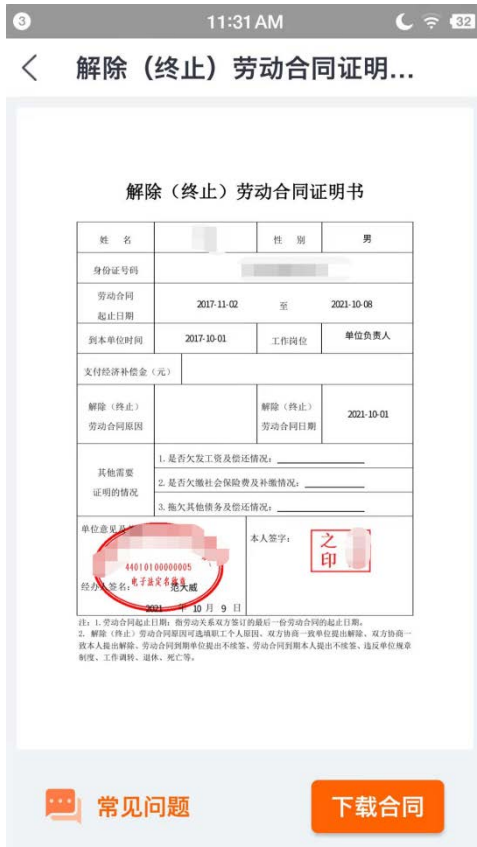 3 11:31 AM 32
解除（终止）劳动合同证明...
解除（终止）劳动合同证明书
姓 名 性 别 男
身份证号码
劳动合同
起止日期 2017-11-02 至 2021-10-08
到本单位时间 2017-10-01 工作岗位 单位负责人
支付经济补偿金（元）
解除（终止）
劳动合同原因
解除（终止）
劳动合同日期 2021-10-01
其他需要
证明的情况
1. 是否欠发工资及偿还情况：
2. 是否欠缴社会保险费及补缴情况：
3. 拖欠其他债务及偿还情况：
单位意见及
44010100000005
电子法定名章
经办人签名： 范大威
2021 年 10 月 9 日
本人签字：
之
印
注：1. 劳动合同起止日期：指劳动关系双方签订的最后一份劳动合同的起止日期。
2. 解除（终止）劳动合同原因可选填职工个人原因、双方协商一致单位提出解除、双方协商一
致本人提出解除、劳动合同到期单位提出不续签、劳动合同到期本人提出不续签、违反单位规章
制度、工作调转、退休、死亡等。
常见问题
下载合同